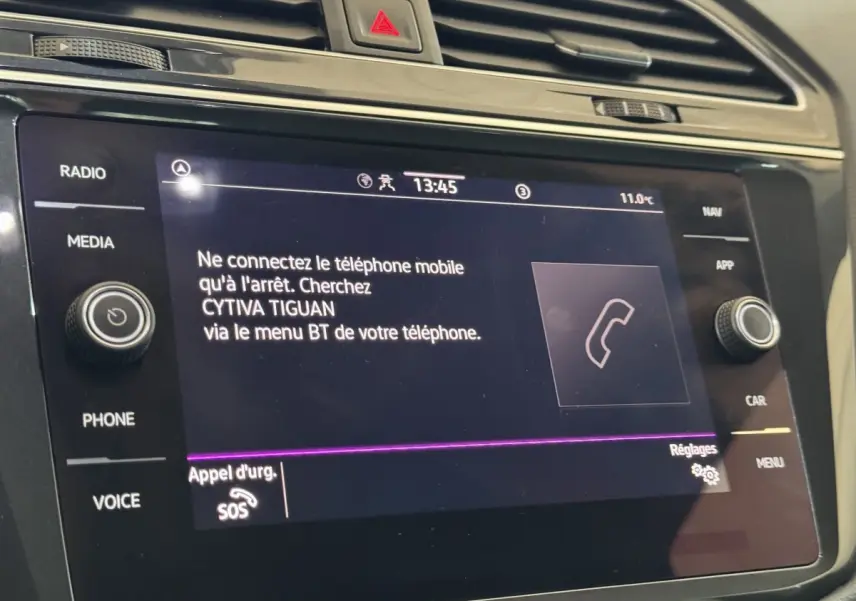 RADIO
MEDIA
PHONE
VOICE
13:45
3
11.0°C
Ne connectez le téléphone mobile
qu'à l'arrêt. Cherchez
CYTIVA TIGUAN
via le menu BT de votre téléphone.
Appel d'urg.
SOS
Réglages
NAV
APP
CAR
MENU